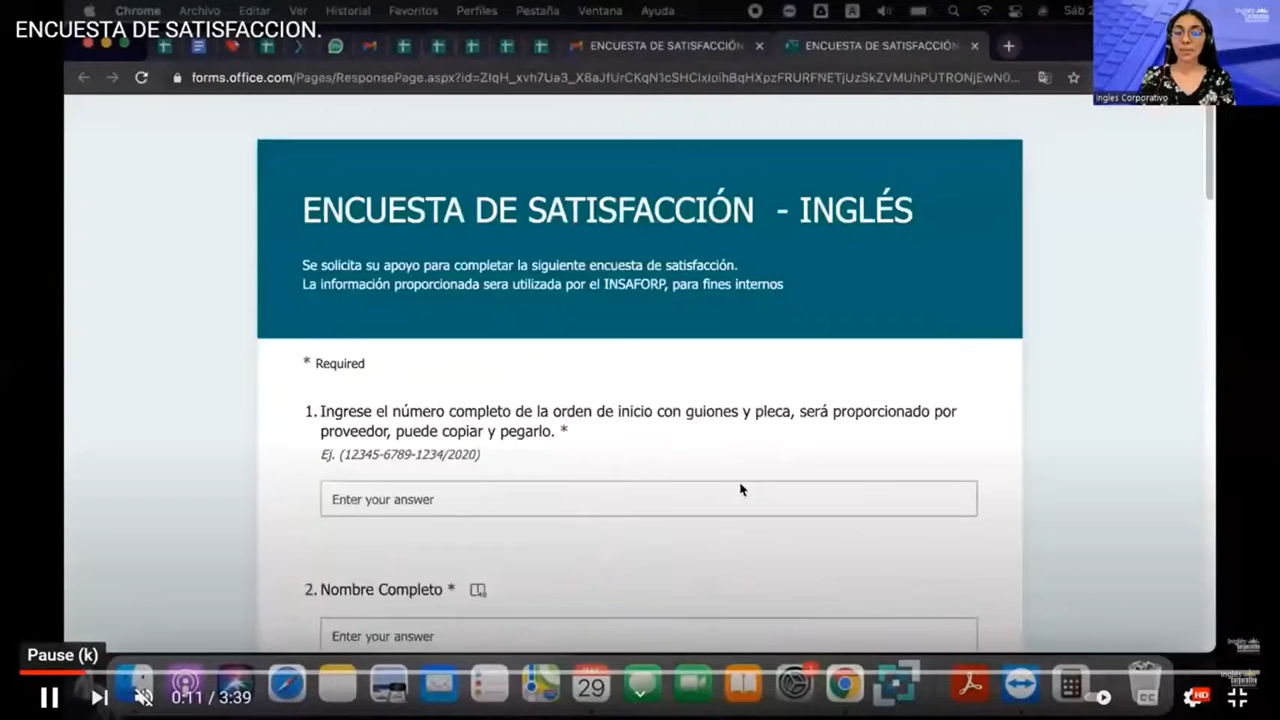 ENCUESTA DE SATISFACCION.
Chrome Archivo Editar Ver Historial Favoritos Perfiles Pestaña Ventana Ayuda Sáb 2
ENCUESTA DE SATISFACCIÓN
ENCUESTA DE SATISFACCIÓN
Ingles Corporativo
ENCUESTA DE SATISFACCIÓN - INGLÉS
Se solicita su apoyo para completar la siguiente encuesta de satisfacción.
La información proporcionada sera utilizada por el INSAFORP, para fines internos
* Required
1. Ingrese el número completo de la orden de inicio con guiones y pleca, será proporcionado por
proveedor, puede copiar y pegarlo. *
Ej. (12345-6789-1234/2020)
Enter your answer
2. Nombre Completo *
Enter your answer
Pause (k)
29
0:11 / 3:39
HD